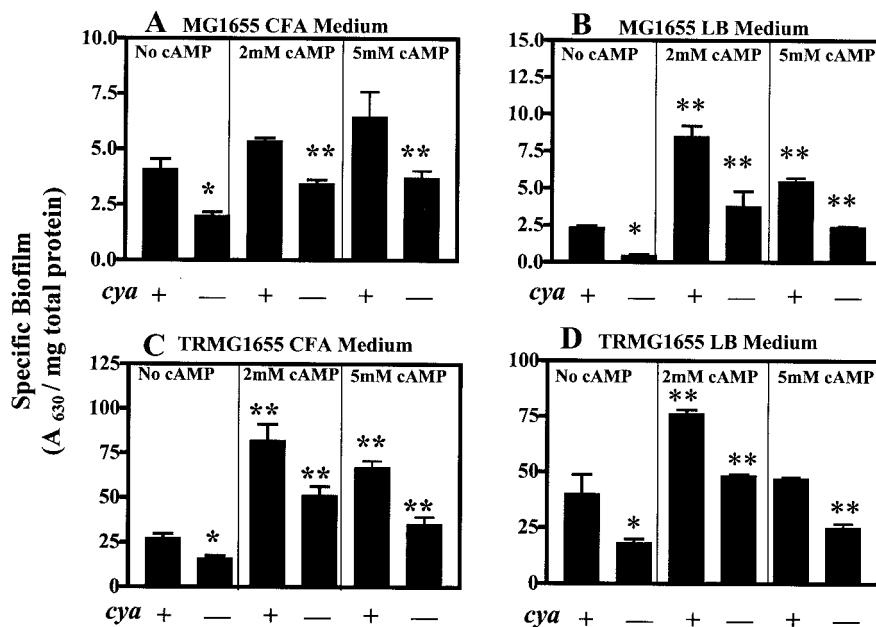 A MG1655 CFA Medium
10.0
7.5
5.0
2.5
0.0
No cAMP 2mM cAMP 5mM cAMP
* ** **
cya + — + — + —
B MG1655 LB Medium
15.0
12.5
10.0
7.5
5.0
2.5
0.0
No cAMP 2mM cAMP 5mM cAMP
* ** ** ** **
+ — + — + —
Specific Biofilm
(A 630 / mg total protein)
C TRMG1655 CFA Medium
125
100
75
50
25
0
No cAMP 2mM cAMP 5mM cAMP
* ** ** ** **
cya + — + — + —
D TRMG1655 LB Medium
100
75
50
25
0
No cAMP 2mM cAMP 5mM cAMP
* ** ** **
+ — + — + —